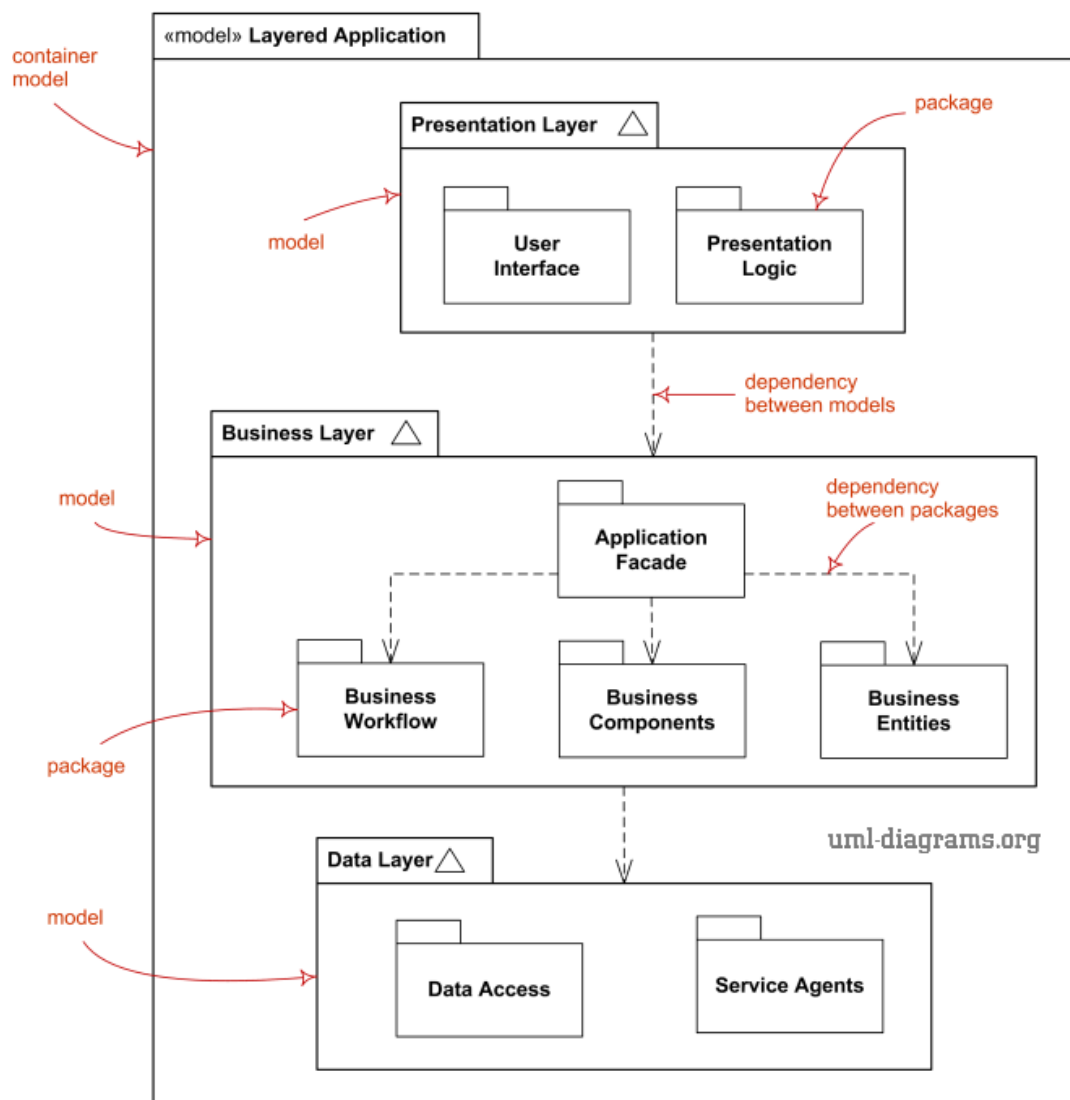 «model» Layered Application
container
model
package
Presentation Layer
model
User
Interface
Presentation
Logic
dependency
between models
Business Layer
model
dependency
between packages
Application
Facade
Business
Workflow
Business
Components
Business
Entities
package
uml-diagrams.org
Data Layer
model
Data Access
Service Agents